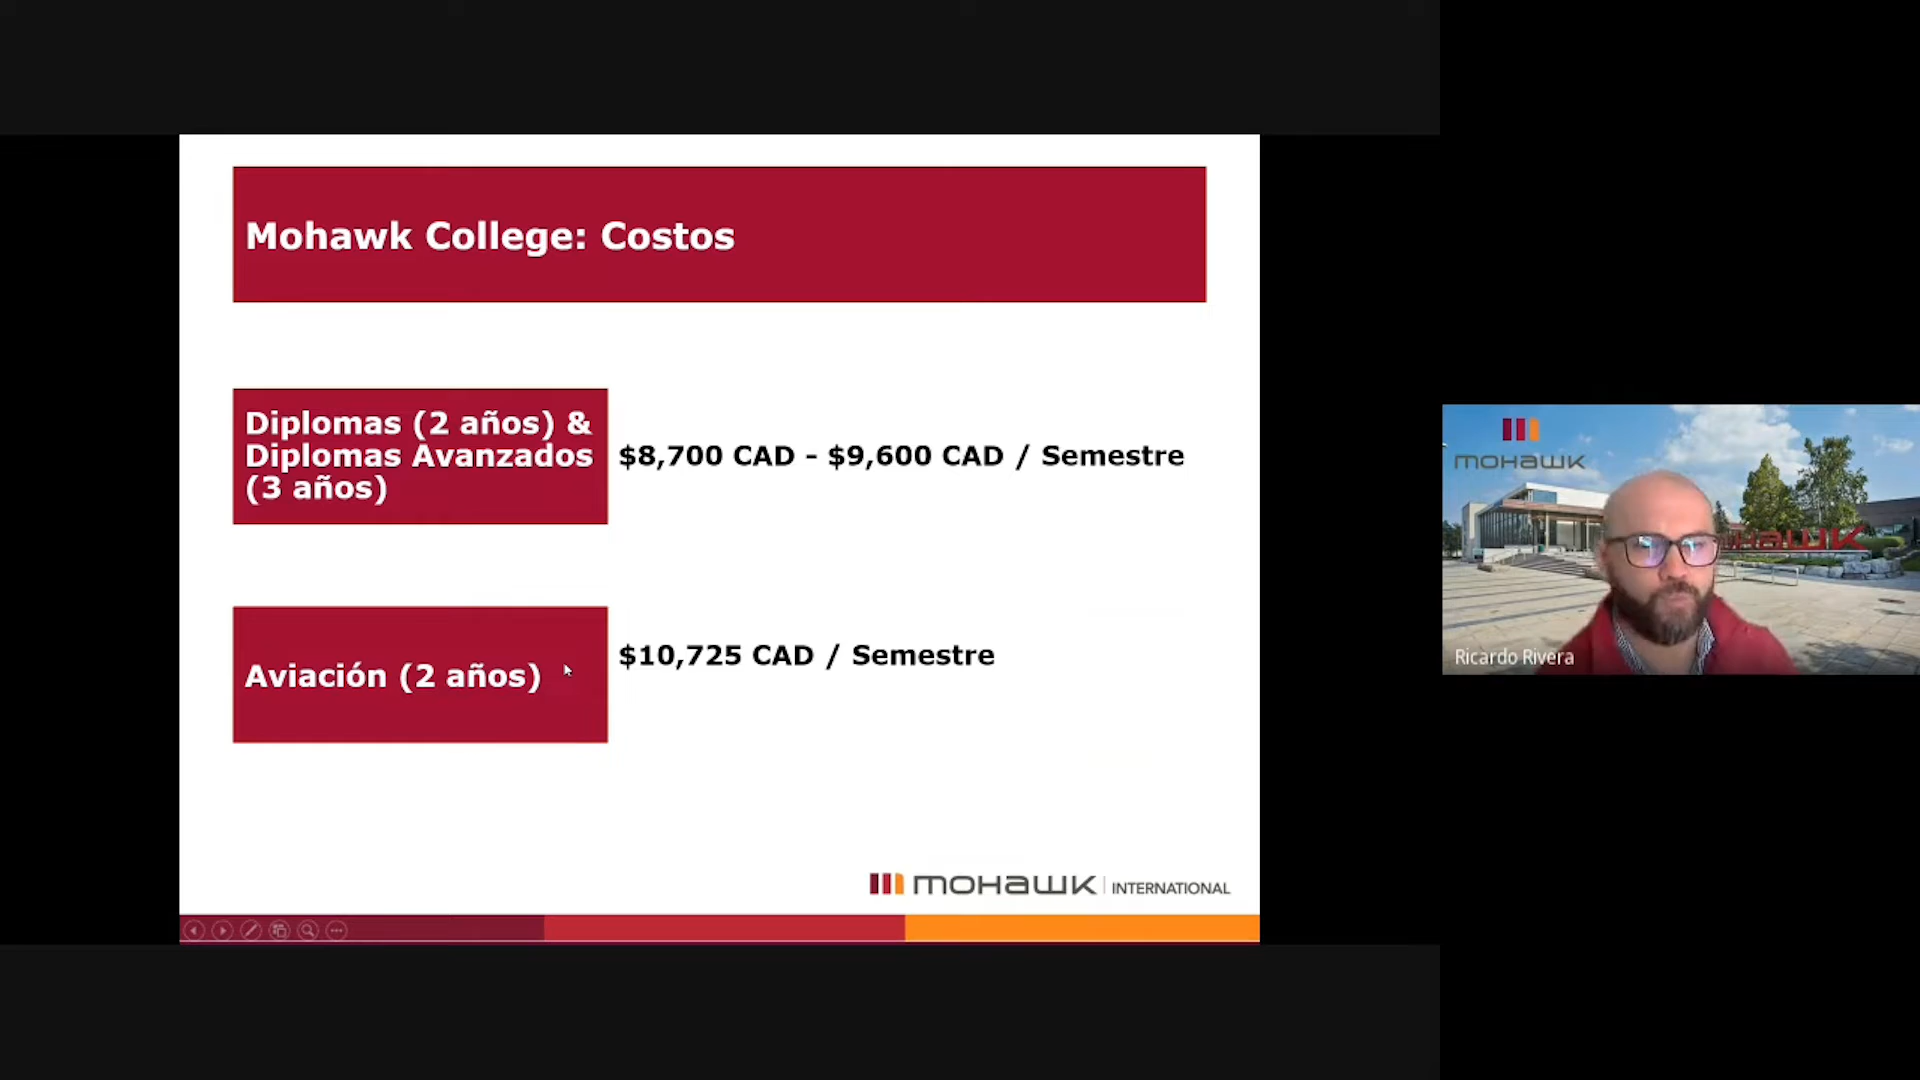 Mohawk College: Costos
Diplomas (2 años) &
Diplomas Avanzados
(3 años)
$8,700 CAD - $9,600 CAD / Semestre
Aviación (2 años)
$10,725 CAD / Semestre
mohawk INTERNATIONAL
mohawk
Ricardo Rivera